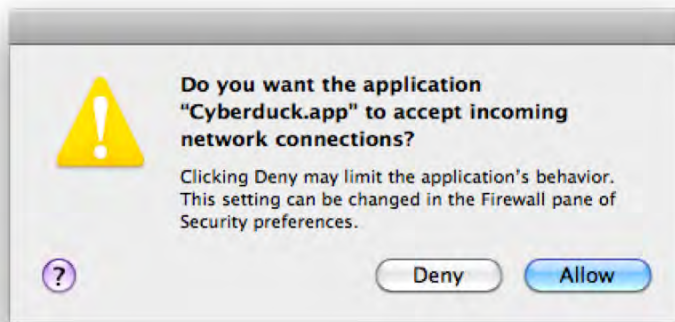 Do you want the application
"Cyberduck.app" to accept incoming
network connections?
Clicking Deny may limit the application's behavior.
This setting can be changed in the Firewall pane of
Security preferences.
?
Deny
Allow